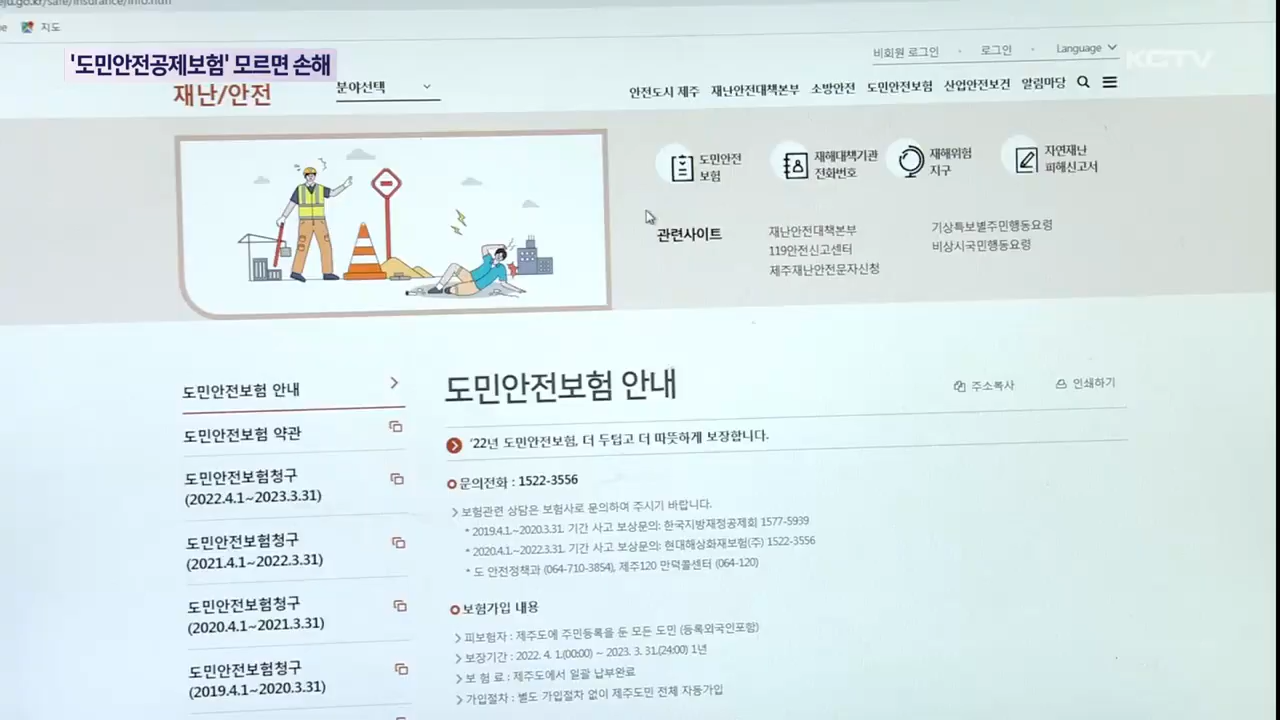 eju.go.kr/safe/insurance/info.htm
지도
'도민안전공제보험' 모르면 손해
KCTV
비회원 로그인
로그인
Language
재난/안전
분야선택
안전도시 제주 재난안전대책본부 소방안전 도민안전보험 산업안전보건 알림마당
도민안전
보험
재해대책기관
전화번호
재해위험
지구
자연재난
피해신고서
관련사이트
재난안전대책본부
119안전신고센터
제주재난안전문자신청
기상특보별주민행동요령
비상시국민행동요령
도민안전보험 안내
도민안전보험 약관
도민안전보험청구
(2022.4.1~2023.3.31)
도민안전보험청구
(2021.4.1~2022.3.31)
도민안전보험청구
(2020.4.1~2021.3.31)
도민안전보험청구
(2019.4.1~2020.3.31)
도민안전보험 안내
주소복사
인쇄하기
'22년 도민안전보험, 더 두텁고 더 따뜻하게 보장합니다.
문의전화 : 1522-3556
보험관련 상담은 보험사로 문의하여 주시기 바랍니다.
* 2019.4.1.~2020.3.31. 기간 사고 보상문의: 한국지방재정공제회 1577-5939
* 2020.4.1.~2022.3.31. 기간 사고 보상문의: 현대해상화재보험(주) 1522-3556
* 도 안전정책과 (064-710-3854), 제주120 만덕콜센터 (064-120)
보험가입 내용
피보험자 : 제주도에 주민등록을 둔 모든 도민 (등록외국인포함)
보장기간 : 2022. 4. 1.(00:00) ~ 2023. 3. 31.(24:00) 1년
보 험 료 : 제주도에서 일괄 납부완료
가입절차 : 별도 가입절차 없이 제주도민 전체 자동가입